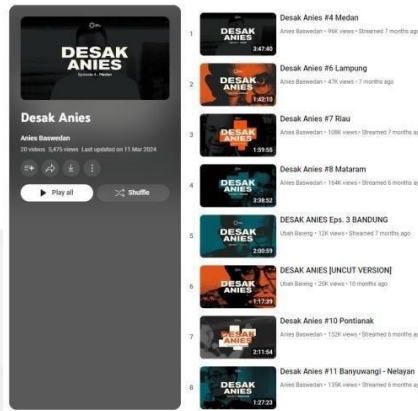 DESAK
ANIES
Episode 4 : Medan
Desak Anies
Anies Baswedan
20 videos 5,475 views Last updated on 11 Mar 2024
Play all
Shuffle
1
DESAK
ANIES
3:47:40
Desak Anies #4 Medan
Anies Baswedan • 96K views • Streamed 7 months ago
2
DESAK
ANIES
1:42:10
Desak Anies #6 Lampung
Anies Baswedan • 47K views • 7 months ago
3
DESAK
ANIES
1:59:55
Desak Anies #7 Riau
Anies Baswedan • 108K views • Streamed 7 months ago
4
DESAK
ANIES
3:38:52
Desak Anies #8 Mataram
Anies Baswedan • 164K views • Streamed 6 months ago
5
DESAK
ANIES
2:00:59
DESAK ANIES Eps. 3 BANDUNG
Ubah Bareng • 12K views • Streamed 7 months ago
6
DESAK
ANIES
1:17:39
DESAK ANIES [UNCUT VERSION]
Ubah Bareng • 20K views • 10 months ago
7
DESAK
ANIES
2:11:54
Desak Anies #10 Pontianak
Anies Baswedan • 152K views • Streamed 6 months ago
8
DESAK
ANIES
1:27:23
Desak Anies #11 Banyuwangi - Nelayan
Anies Baswedan • 135K views • Streamed 6 months ago